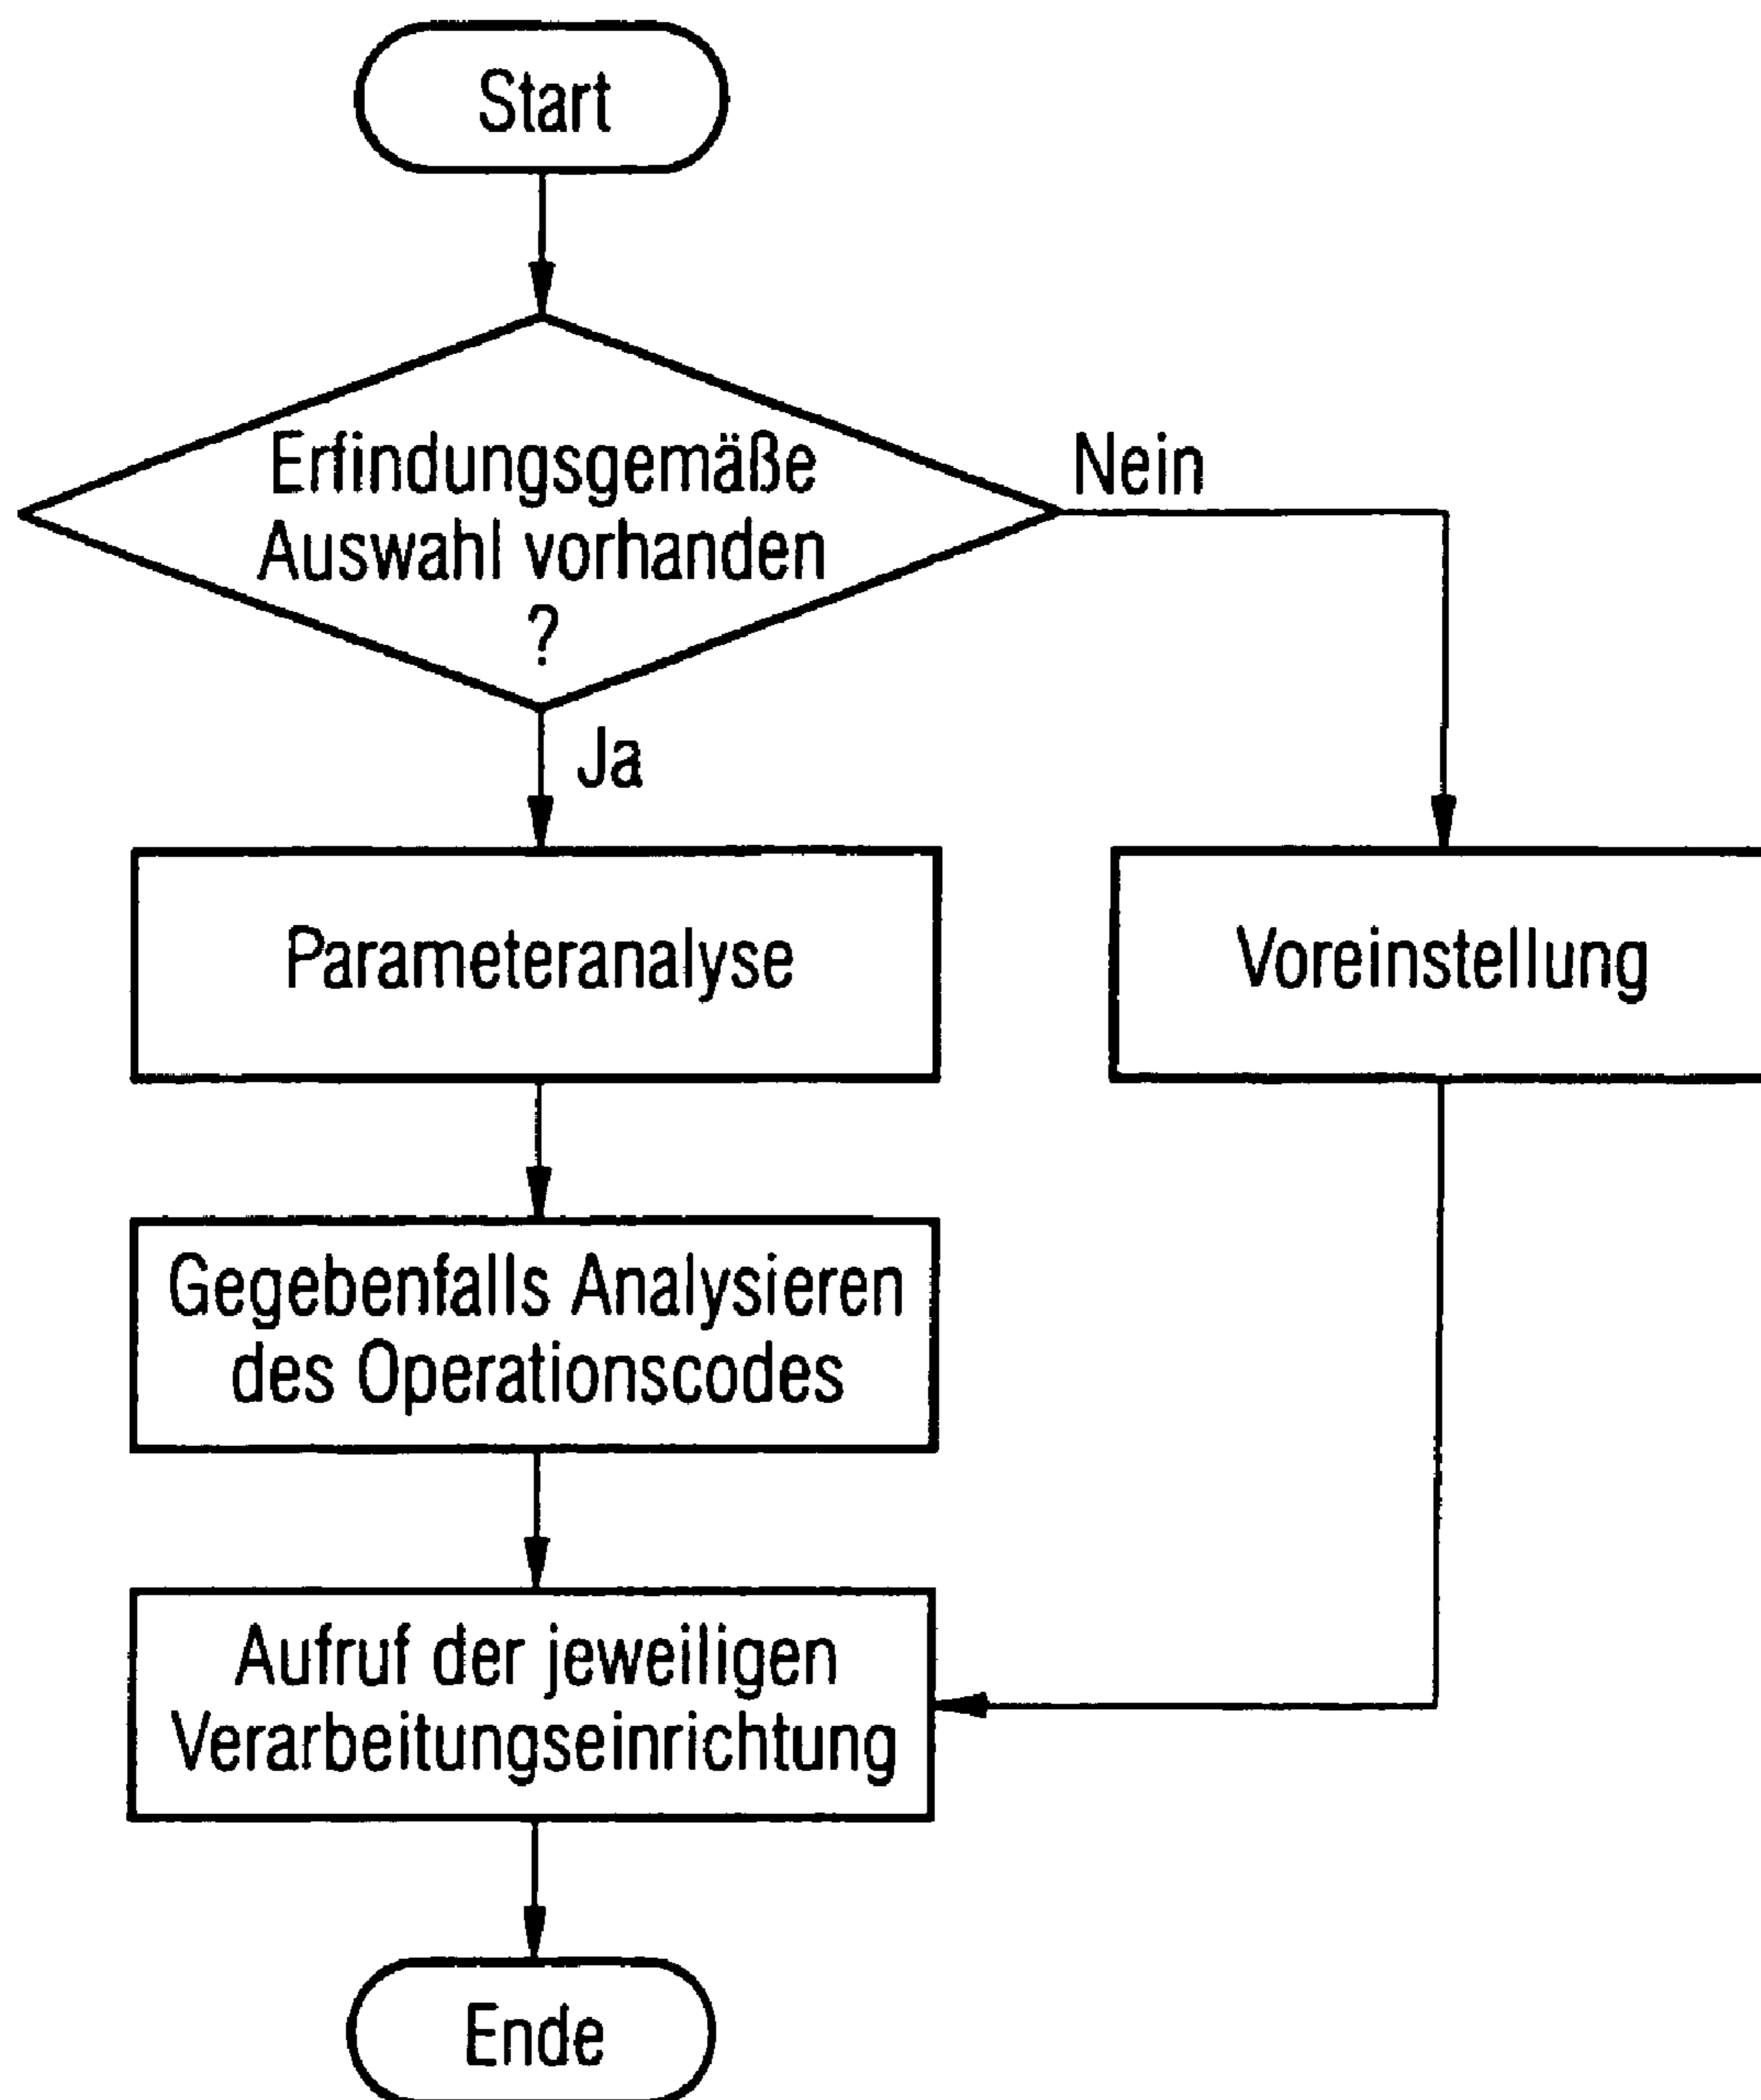 Start
Erfindungsgemäße
Auswahl vorhanden
?
Nein
Ja
Parameteranalyse
Voreinstellung
Gegebenfalls Analysieren
des Operationscodes
Aufruf der jeweiligen
Verarbeitungseinrichtung
Ende